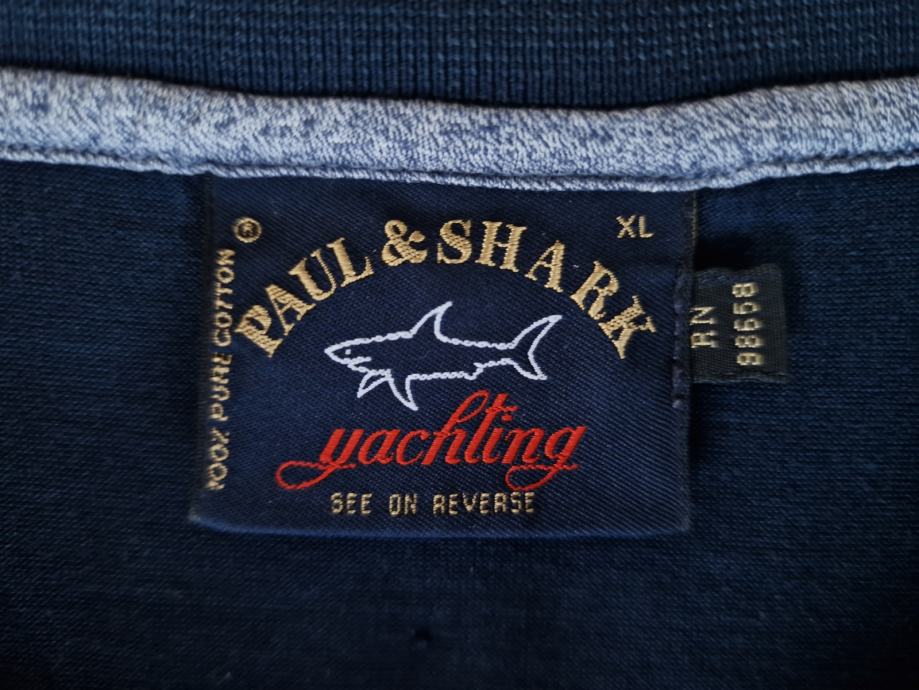 XL
®
PAUL & SHARK
100% PURE COTTON
yachting
SEE ON REVERSE
RN
98658